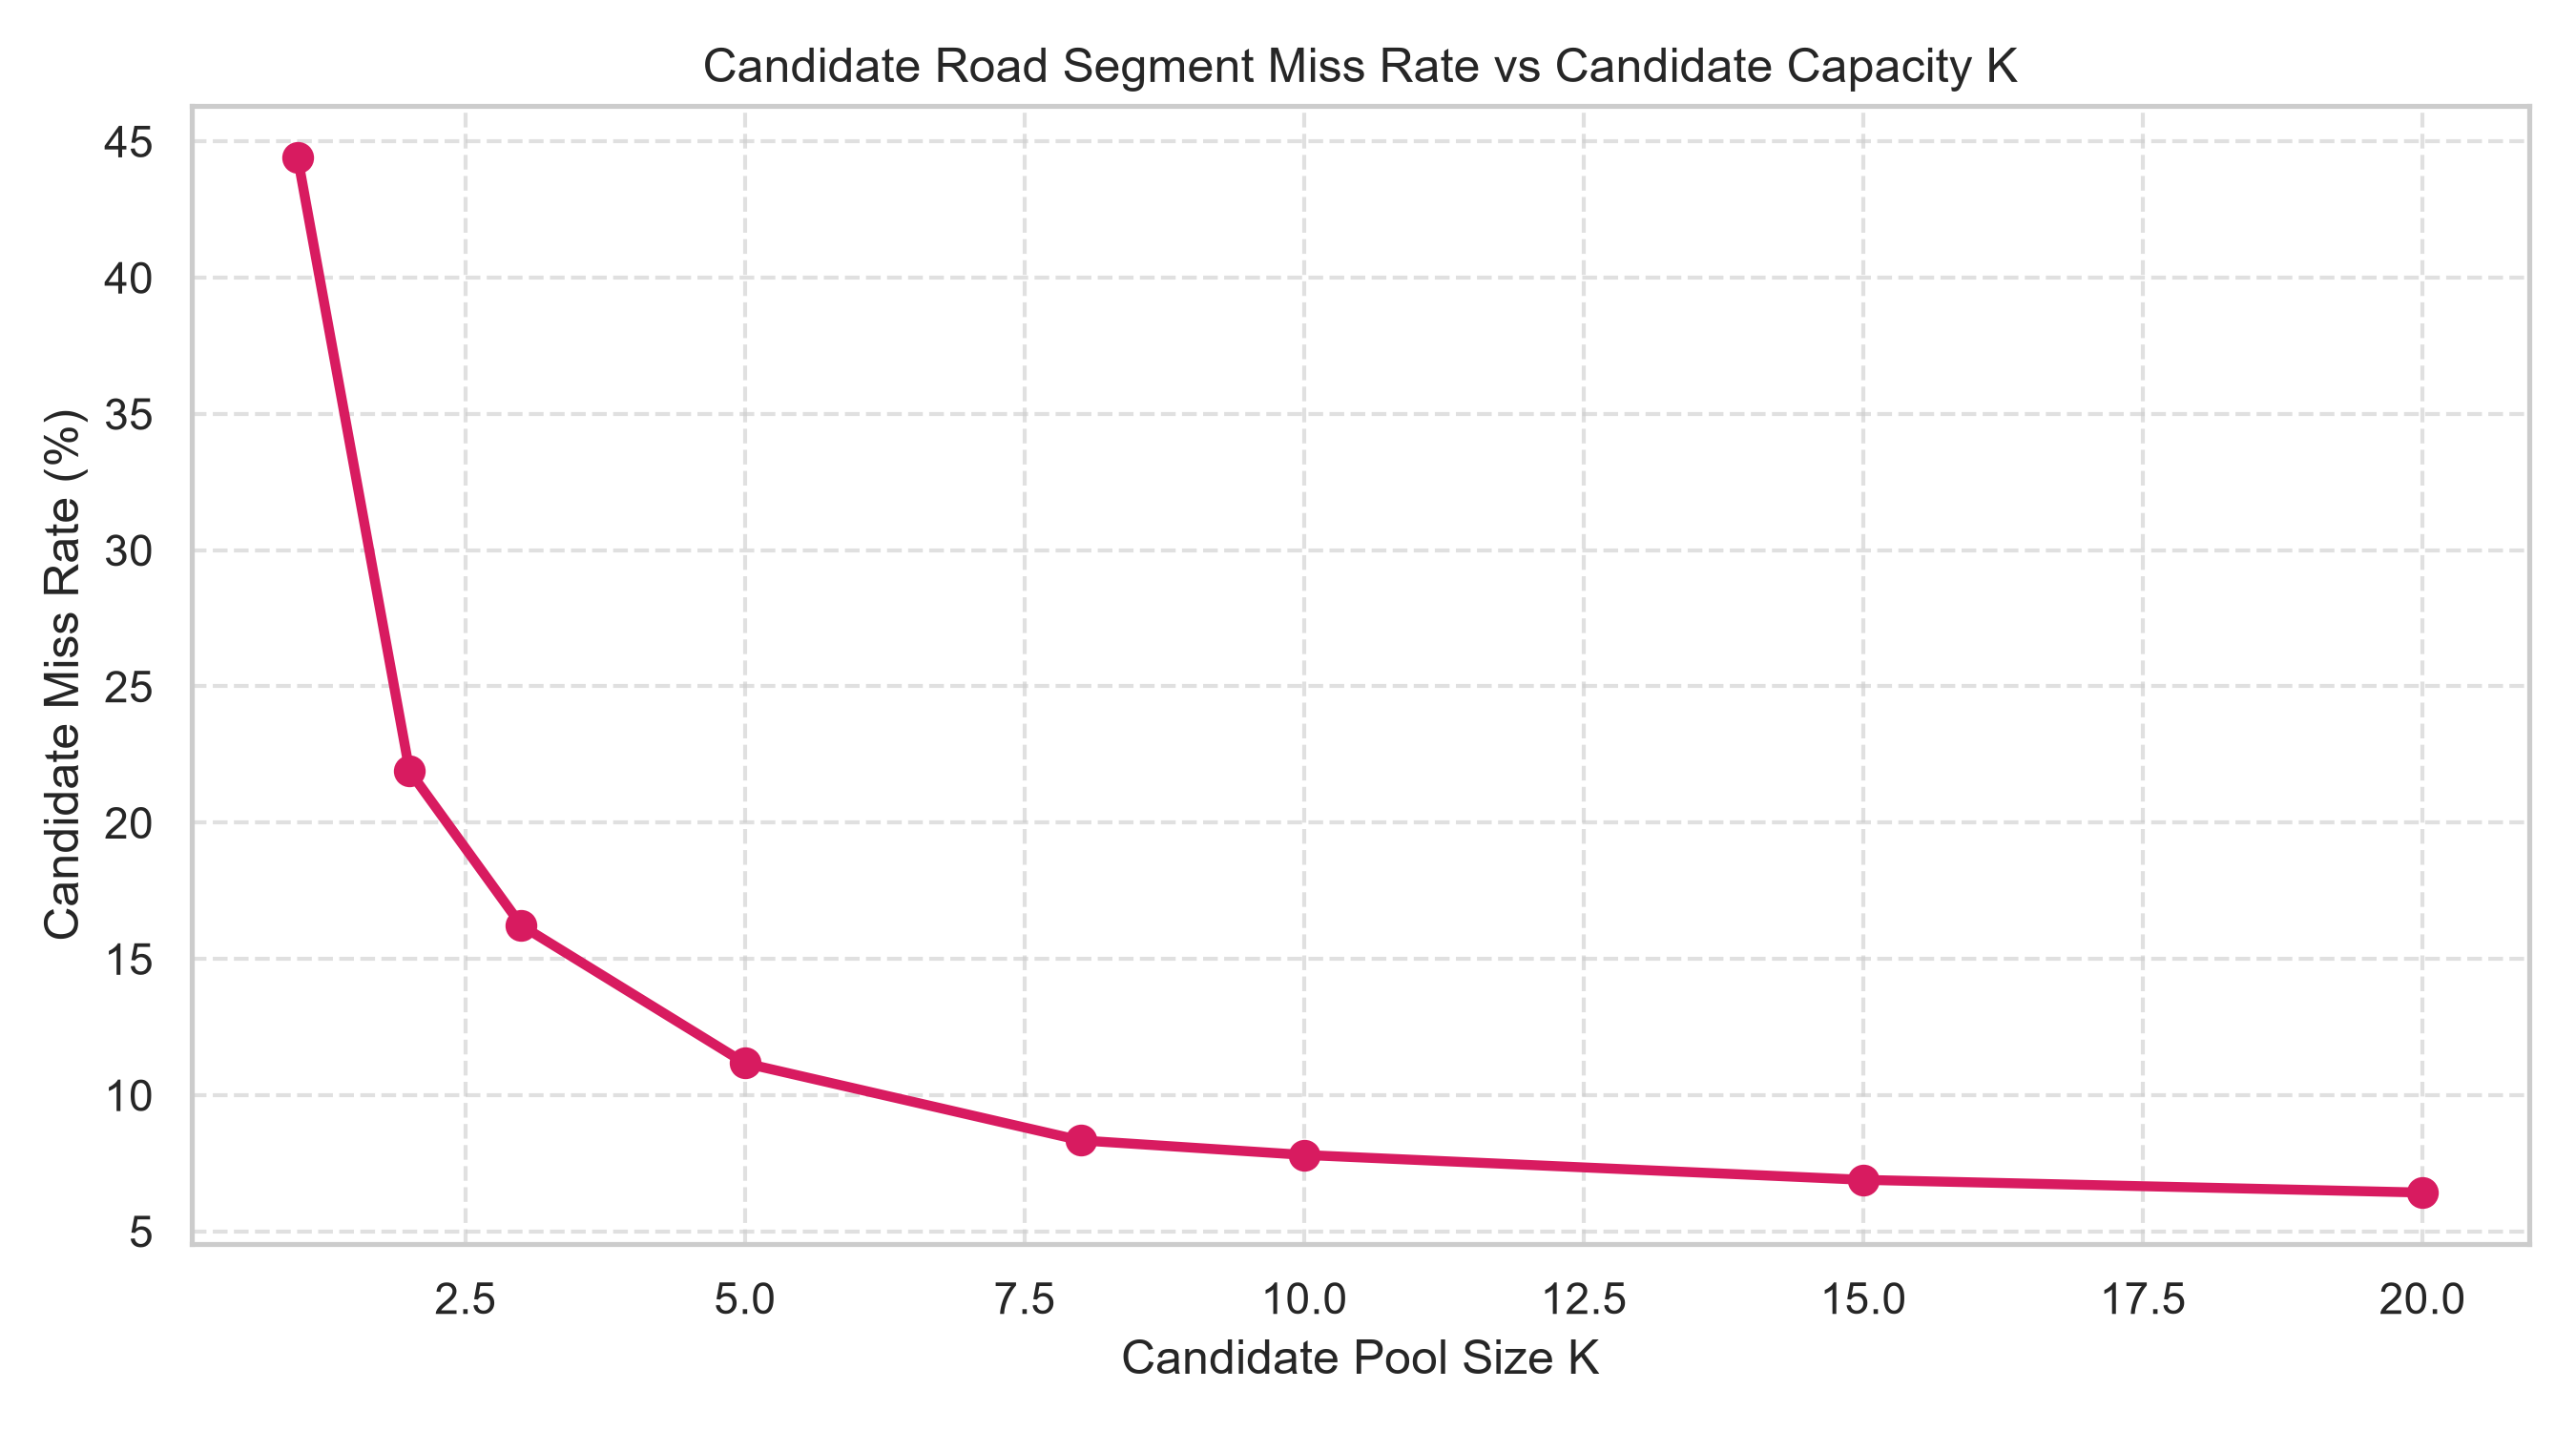 Candidate Road Segment Miss Rate vs Candidate Capacity K
Candidate Miss Rate (%)
45
40
35
30
25
20
15
10
5
2.5 5.0 7.5 10.0 12.5 15.0 17.5 20.0
Candidate Pool Size K